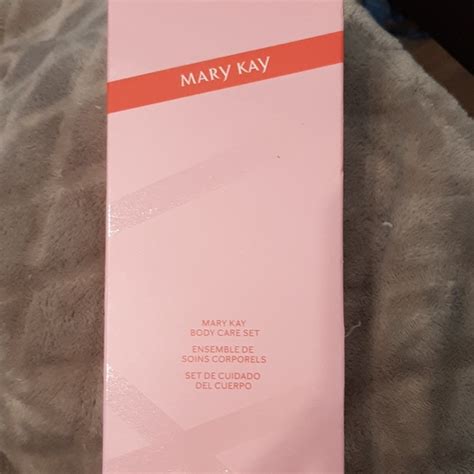 MARY KAY
MARY KAY
BODY CARE SET
ENSEMBLE DE
SOINS CORPORELS
SET DE CUIDADO
DEL CUERPO